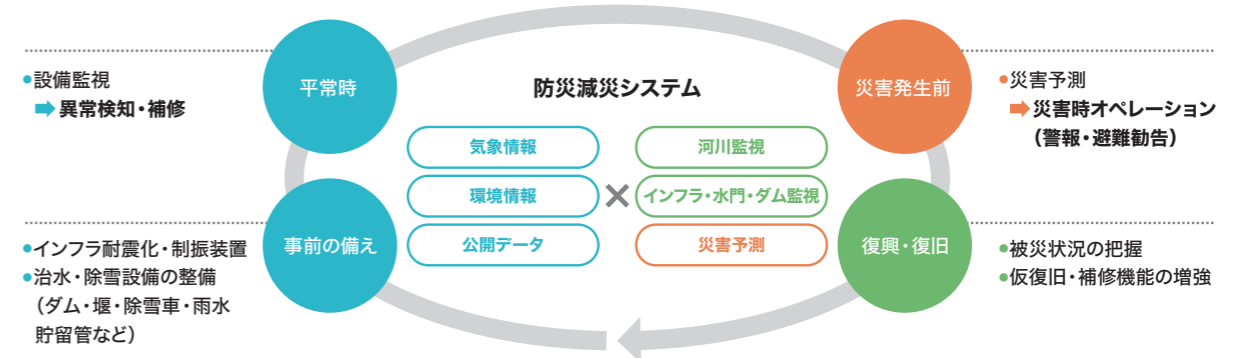 防災減災システム
平常時
●設備監視
➡異常検知・補修
災害発生前
●災害予測
➡災害時オペレーション
（警報・避難勧告）
気象情報
環境情報
公開データ
×
河川監視
インフラ・水門・ダム監視
災害予測
事前の備え
●インフラ耐震化・制振装置
●治水・除雪設備の整備
（ダム・堰・除雪車・雨水
貯留管など）
復興・復旧
●被災状況の把握
●仮復旧・補修機能の増強